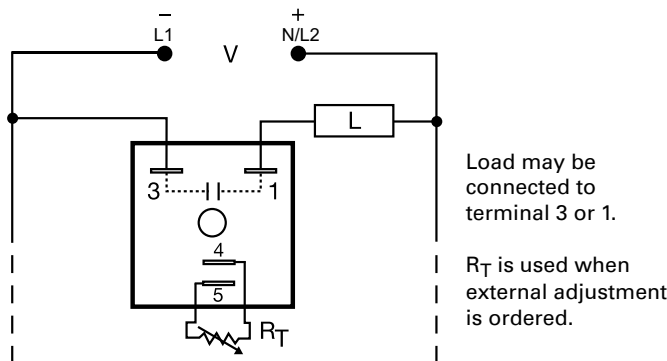 − +
L1 V N/L2
L
3 1
4
5
RT
Load may be
connected to
terminal 3 or 1.
RT is used when
external adjustment
is ordered.